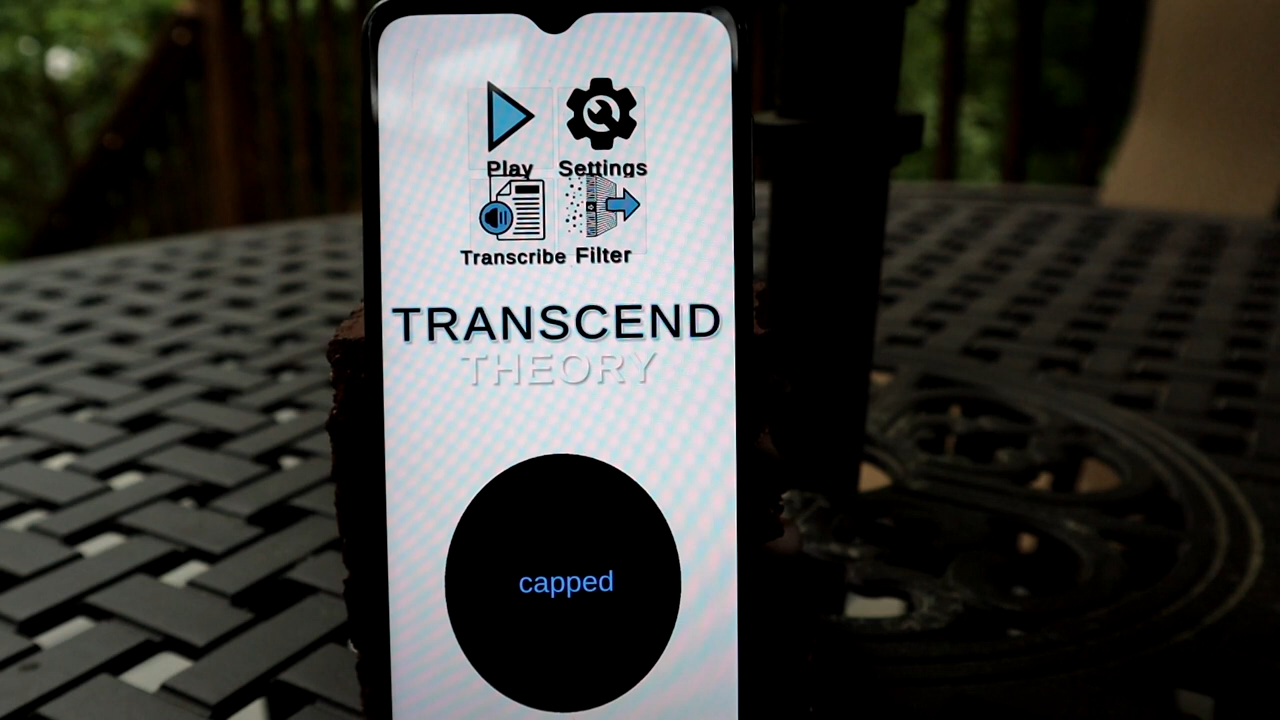 Play Settings
Transcribe Filter
TRANSCEND
THEORY
capped